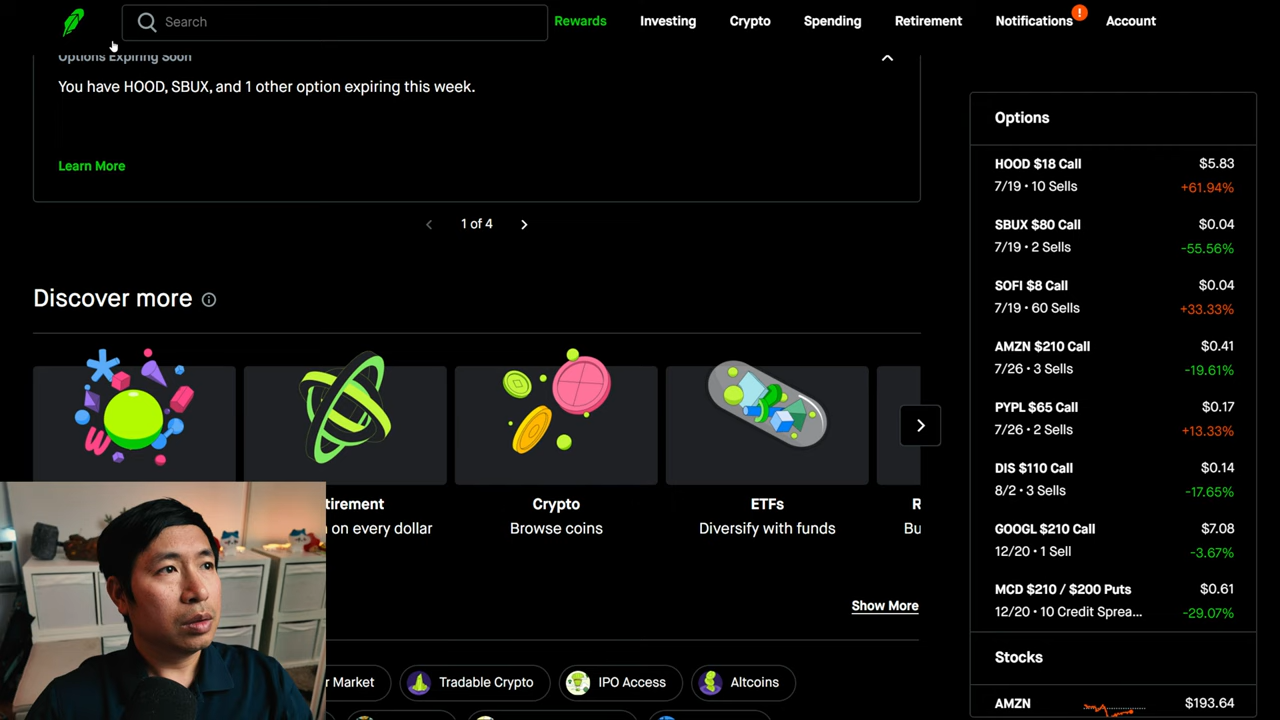 Search
Rewards
Investing
Crypto
Spending
Retirement
Notifications
!
Account
Options Expiring Soon
You have HOOD, SBUX, and 1 other option expiring this week.
Learn More
1 of 4
Discover more
tirement
n on every dollar
Crypto
Browse coins
ETFs
Diversify with funds
R
Bu
Show More
r Market
Tradable Crypto
IPO Access
Altcoins
Options
HOOD $18 Call $5.83
7/19 • 10 Sells +61.94%
SBUX $80 Call $0.04
7/19 • 2 Sells -55.56%
SOFI $8 Call $0.04
7/19 • 60 Sells +33.33%
AMZN $210 Call $0.41
7/26 • 3 Sells -19.61%
PYPL $65 Call $0.17
7/26 • 2 Sells +13.33%
DIS $110 Call $0.14
8/2 • 3 Sells -17.65%
GOOGL $210 Call $7.08
12/20 • 1 Sell -3.67%
MCD $210 / $200 Puts $0.61
12/20 • 10 Credit Sprea... -29.07%
Stocks
AMZN $193.64